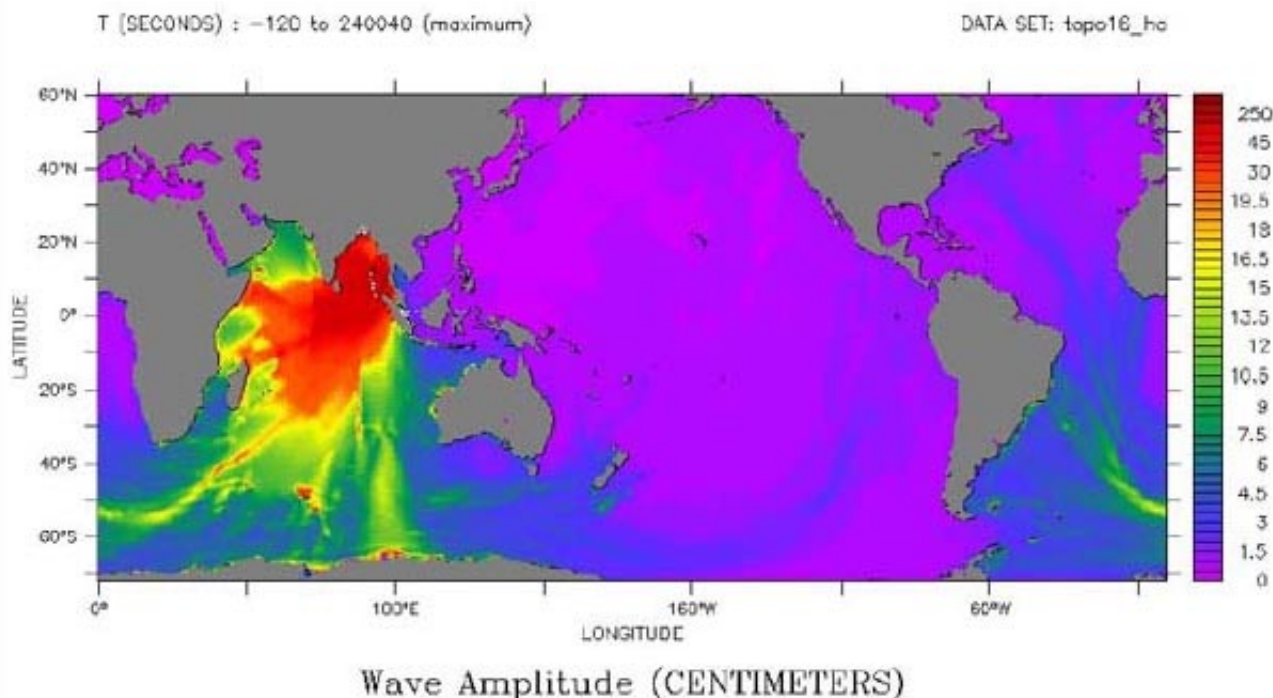 T (SECONDS) : -120 to 240040 (maximum)
DATA SET: topo16_hc
60°N
40°N
20°N
0°
20°S
40°S
60°S
LATITUDE
0°
100°E
160°W
60°W
LONGITUDE
250
45
30
19.5
18
16.5
15
13.5
12
10.5
9
7.5
6
4.5
3
1.5
0
Wave Amplitude (CENTIMETERS)